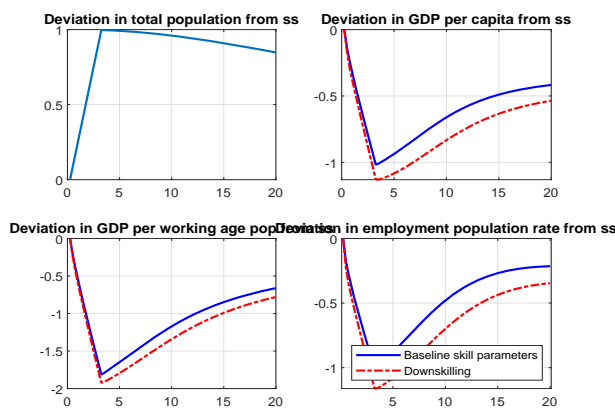 Deviation in total population from ss
1
0.5
0
0 5 10 15 20
Deviation in GDP per capita from ss
0
-0.5
-1
0 5 10 15 20
Deviation in GDP per working age pop from ss
0
-0.5
-1
-1.5
-2
0 5 10 15 20
Deviation in employment population rate from ss
0
-0.5
-1
0 5 10 15 20
Baseline skill parameters
Downskilling